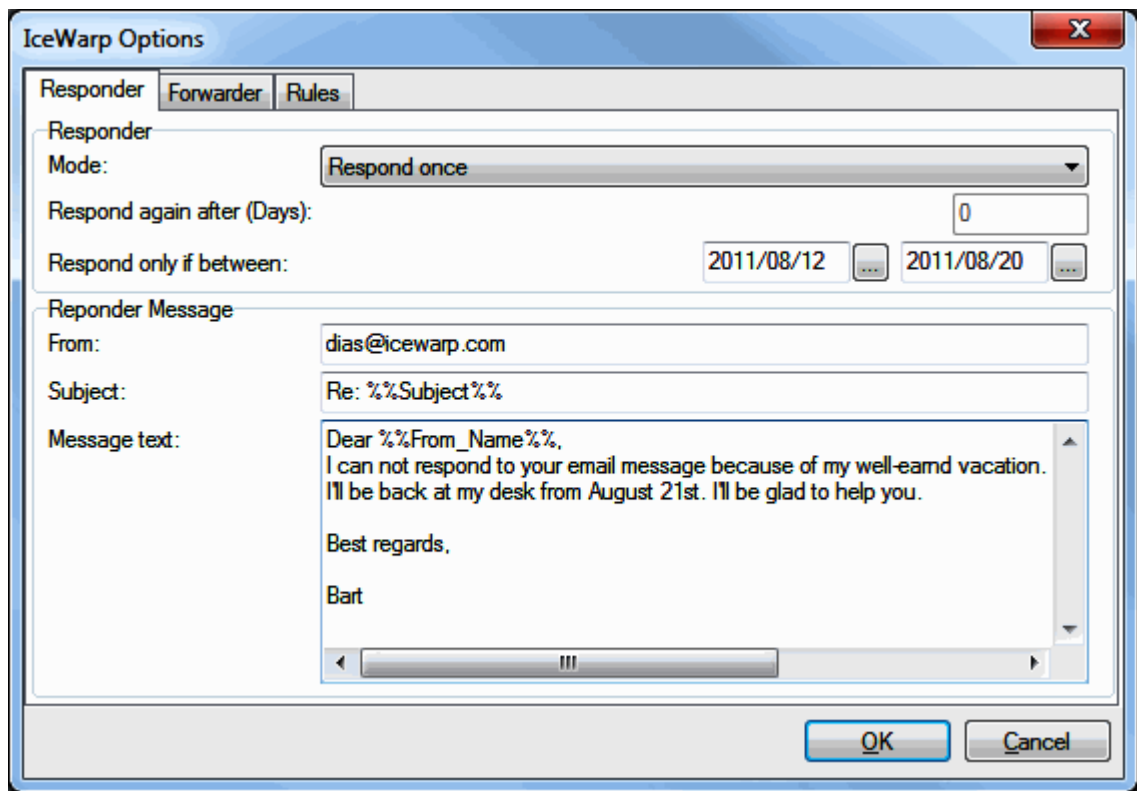 IceWarp Options
Responder Forwarder Rules
Responder
Mode: Respond once
Respond again after (Days): 0
Respond only if between: 2011/08/12 ... 2011/08/20 ...
Reponder Message
From: dias@icewarp.com
Subject: Re: %%Subject%%
Message text: Dear %%From_Name%%,
I can not respond to your email message because of my well-earnd vacation.
I'll be back at my desk from August 21st. I'll be glad to help you.
Best regards,
Bart
OK Cancel